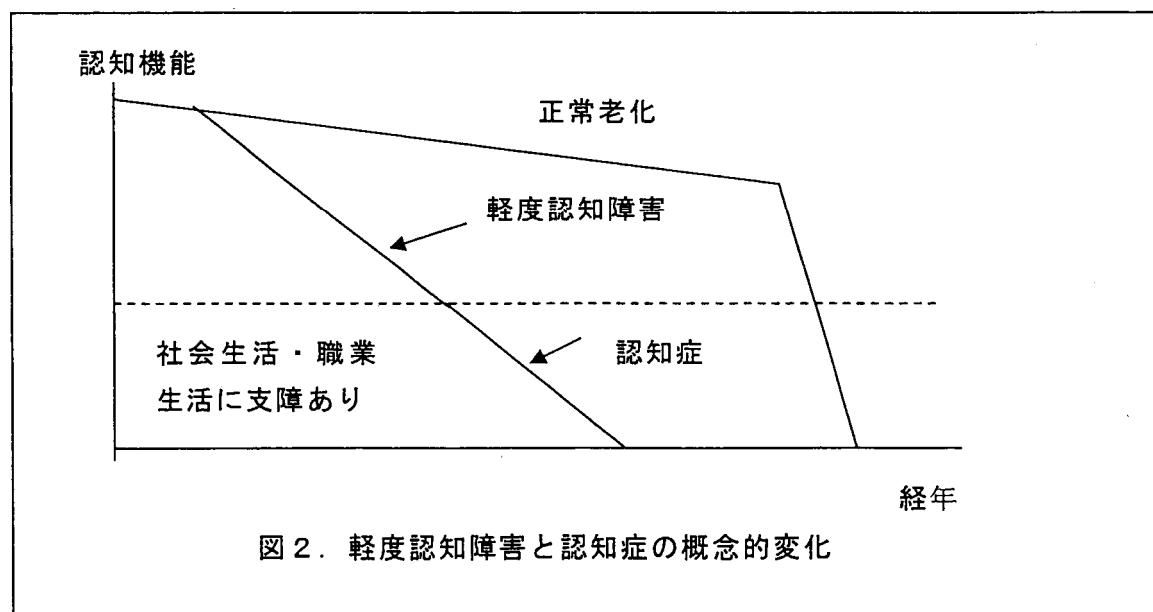 認知機能
正常老化
軽度認知障害
社会生活・職業
生活に支障あり
認知症
経年
図２．軽度認知障害と認知症の概念的変化